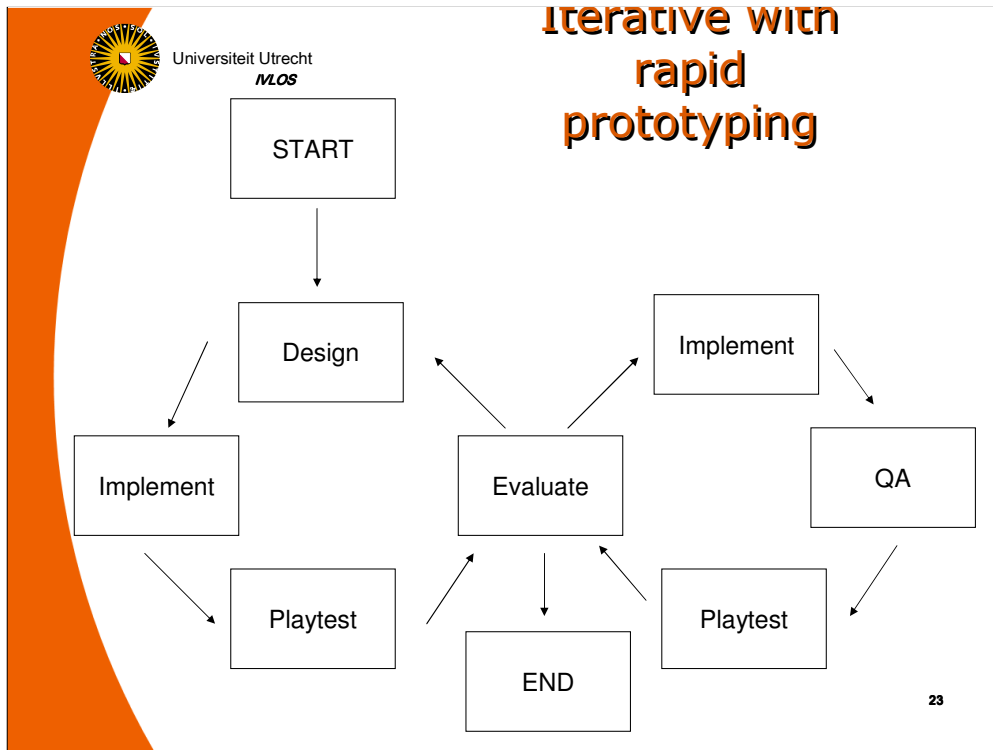 Iterative with
rapid
prototyping
Universiteit Utrecht
IVLOS
START
Design
Implement
Implement
Evaluate
QA
Playtest
Playtest
END
23